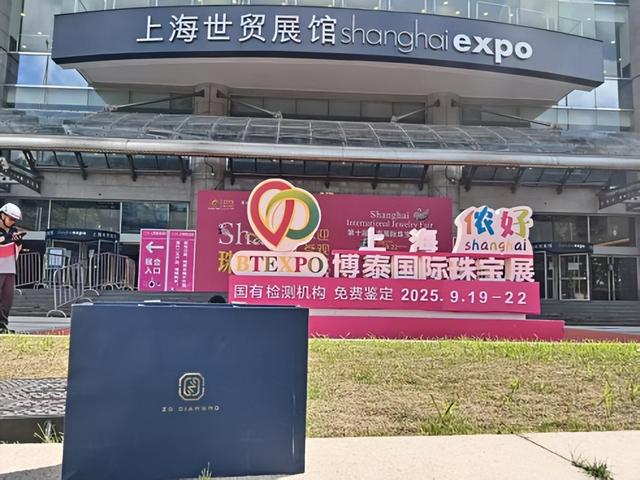 上海世贸展馆 shanghai expo
Shanghai
International Jewelry Fair
上海
侬好
shanghai
BTEXPO 博泰国际珠宝展
国有检测机构 免费鉴定 2025. 9.19-22
展会入口
ZG DIAMOND